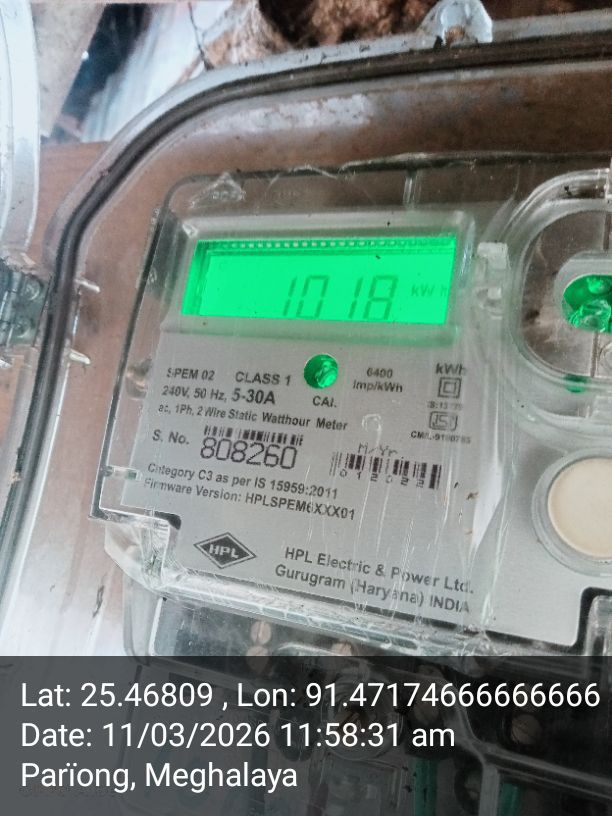 1018 kWh
SPEM 02 CLASS 1 6400 imp/kWh kWh
240V, 50 Hz, 5-30A CAL
ac, 1Ph, 2 Wire Static Watthour Meter
S. No. 808260 M/Yr
Category C3 as per IS 15959:2011
Firmware Version: HPLSPEM6XXX01
HPL
HPL Electric & Power Ltd.
Gurugram (Haryana) INDIA
Lat: 25.46809 , Lon: 91.47174666666666
Date: 11/03/2026 11:58:31 am
Parïong, Meghalaya